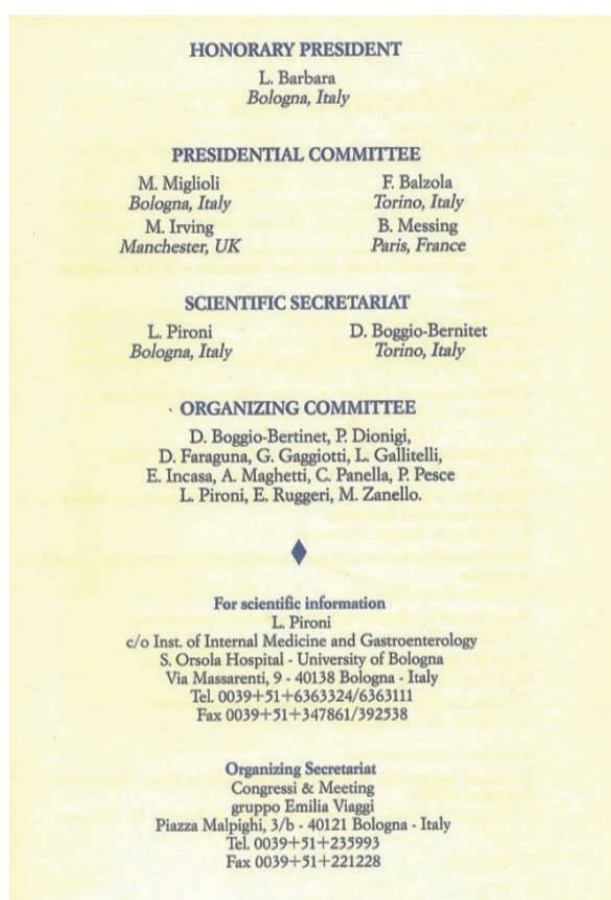 HONORARY PRESIDENT
L. Barbara
Bologna, Italy
PRESIDENTIAL COMMITTEE
M. Miglioli
Bologna, Italy
F. Balzola
Torino, Italy
M. Irving
Manchester, UK
B. Messing
Paris, France
SCIENTIFIC SECRETARIAT
L. Pironi
Bologna, Italy
D. Boggio-Bernitet
Torino, Italy
ORGANIZING COMMITTEE
D. Boggio-Bertinet, P. Dionigi,
D. Faraguna, G. Gaggiotti, L. Gallitelli,
E. Incasa, A. Maghetti, C. Panella, P. Pesce
L. Pironi, E. Ruggeri, M. Zanello.
For scientific information
L. Pironi
c/o Inst. of Internal Medicine and Gastroenterology
S. Orsola Hospital - University of Bologna
Via Massarenti, 9 - 40138 Bologna - Italy
Tel. 0039+51+6363324/6363111
Fax 0039+51+347861/392538
Organizing Secretariat
Congressi & Meeting
gruppo Emilia Viaggi
Piazza Malpighi, 3/b - 40121 Bologna - Italy
Tel. 0039+51+235993
Fax 0039+51+221228